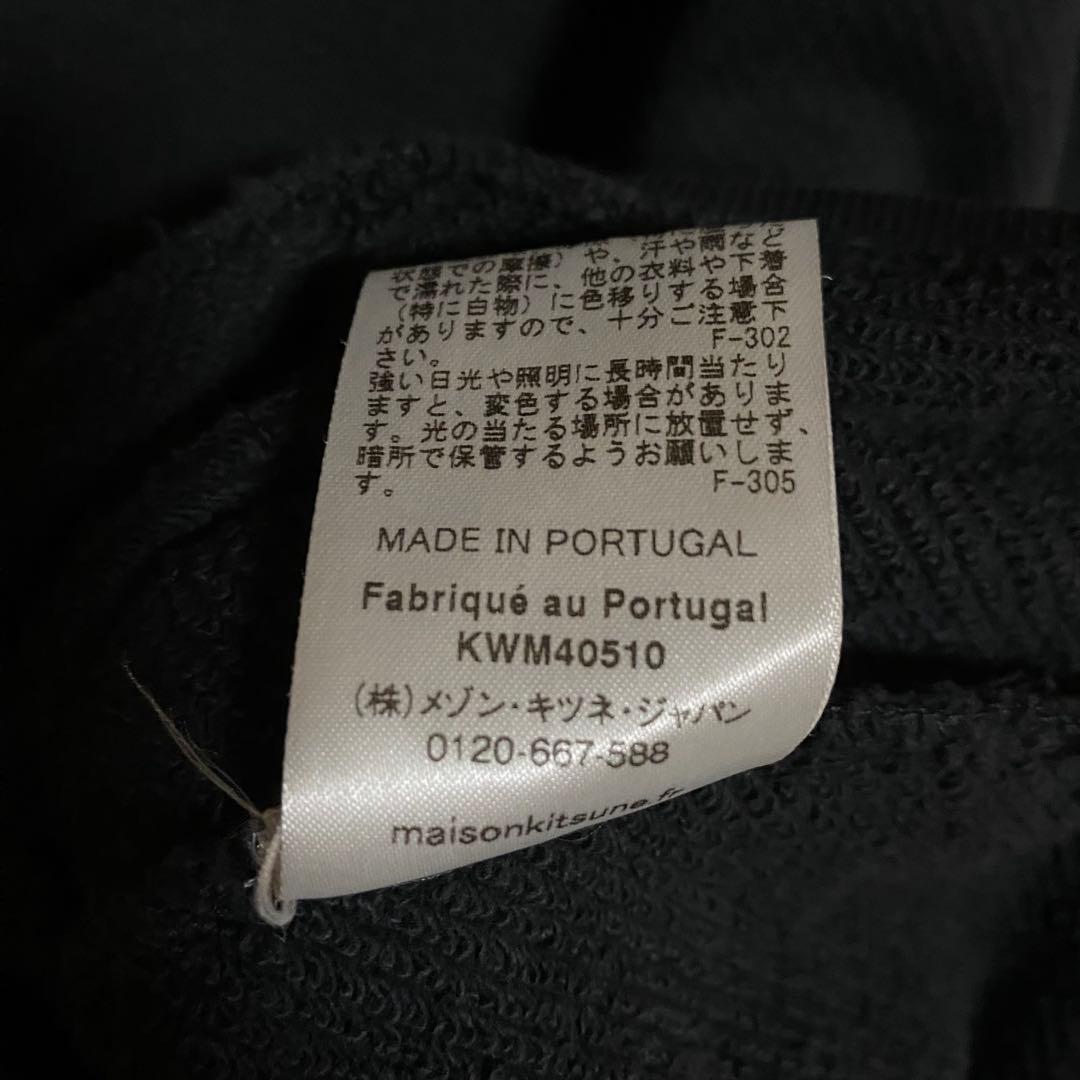 状態での摩擦）や、汗や雨など
で濡れた際に、他の衣料や下着
（特に白物）に色移りする場合
がありますので、十分ご注意下
さい。 F-302
強い日光や照明に長時間当たり
ますと、変色する場合がありま
す。光の当たる場所に放置せず、
暗所で保管するようお願いしま
す。 F-305
MADE IN PORTUGAL
Fabriqué au Portugal
KWM40510
(株)メゾン・キツネ・ジャパン
0120-667-588
maisonkitsune.fr